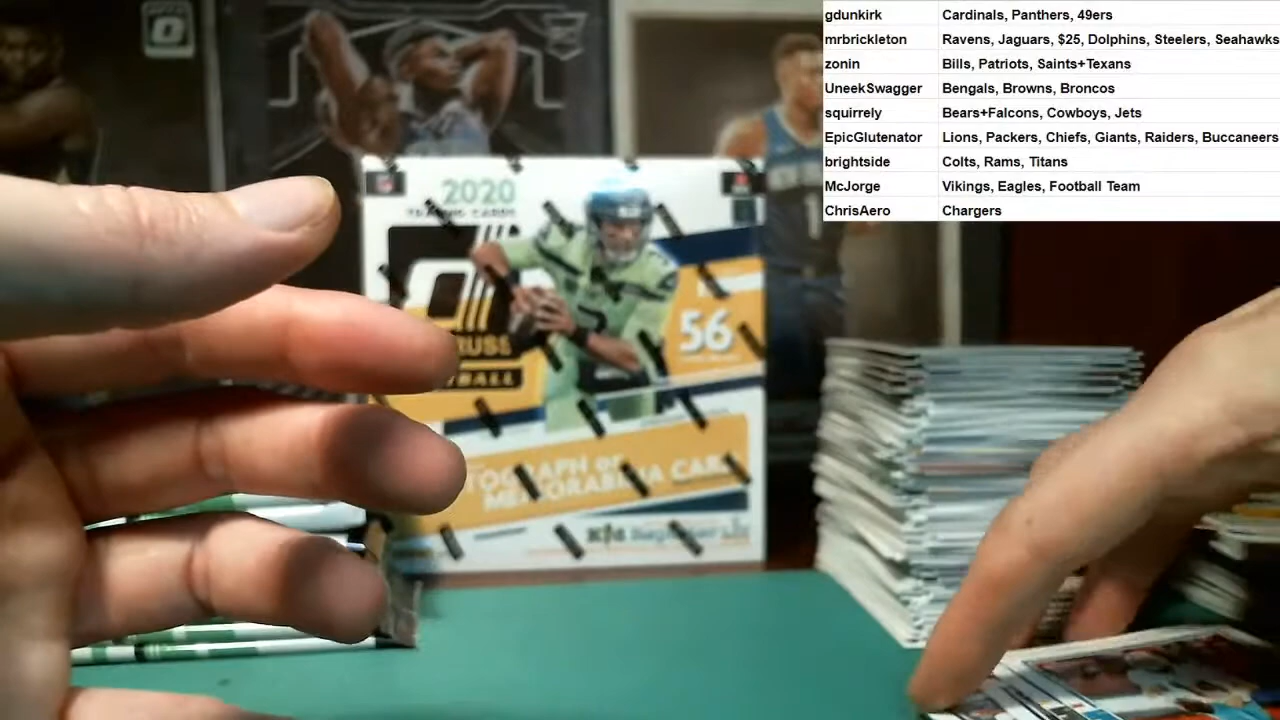 gdunkirk Cardinals, Panthers, 49ers
mrbrickleton Ravens, Jaguars, $25, Dolphins, Steelers, Seahawks
zonin Bills, Patriots, Saints+Texans
UneekSwagger Bengals, Browns, Broncos
squirrely Bears+Falcons, Cowboys, Jets
EpicGlutenator Lions, Packers, Chiefs, Giants, Raiders, Buccaneers
brightside Colts, Rams, Titans
McJorge Vikings, Eagles, Football Team
ChrisAero Chargers
2020
TRADING CARDS
56